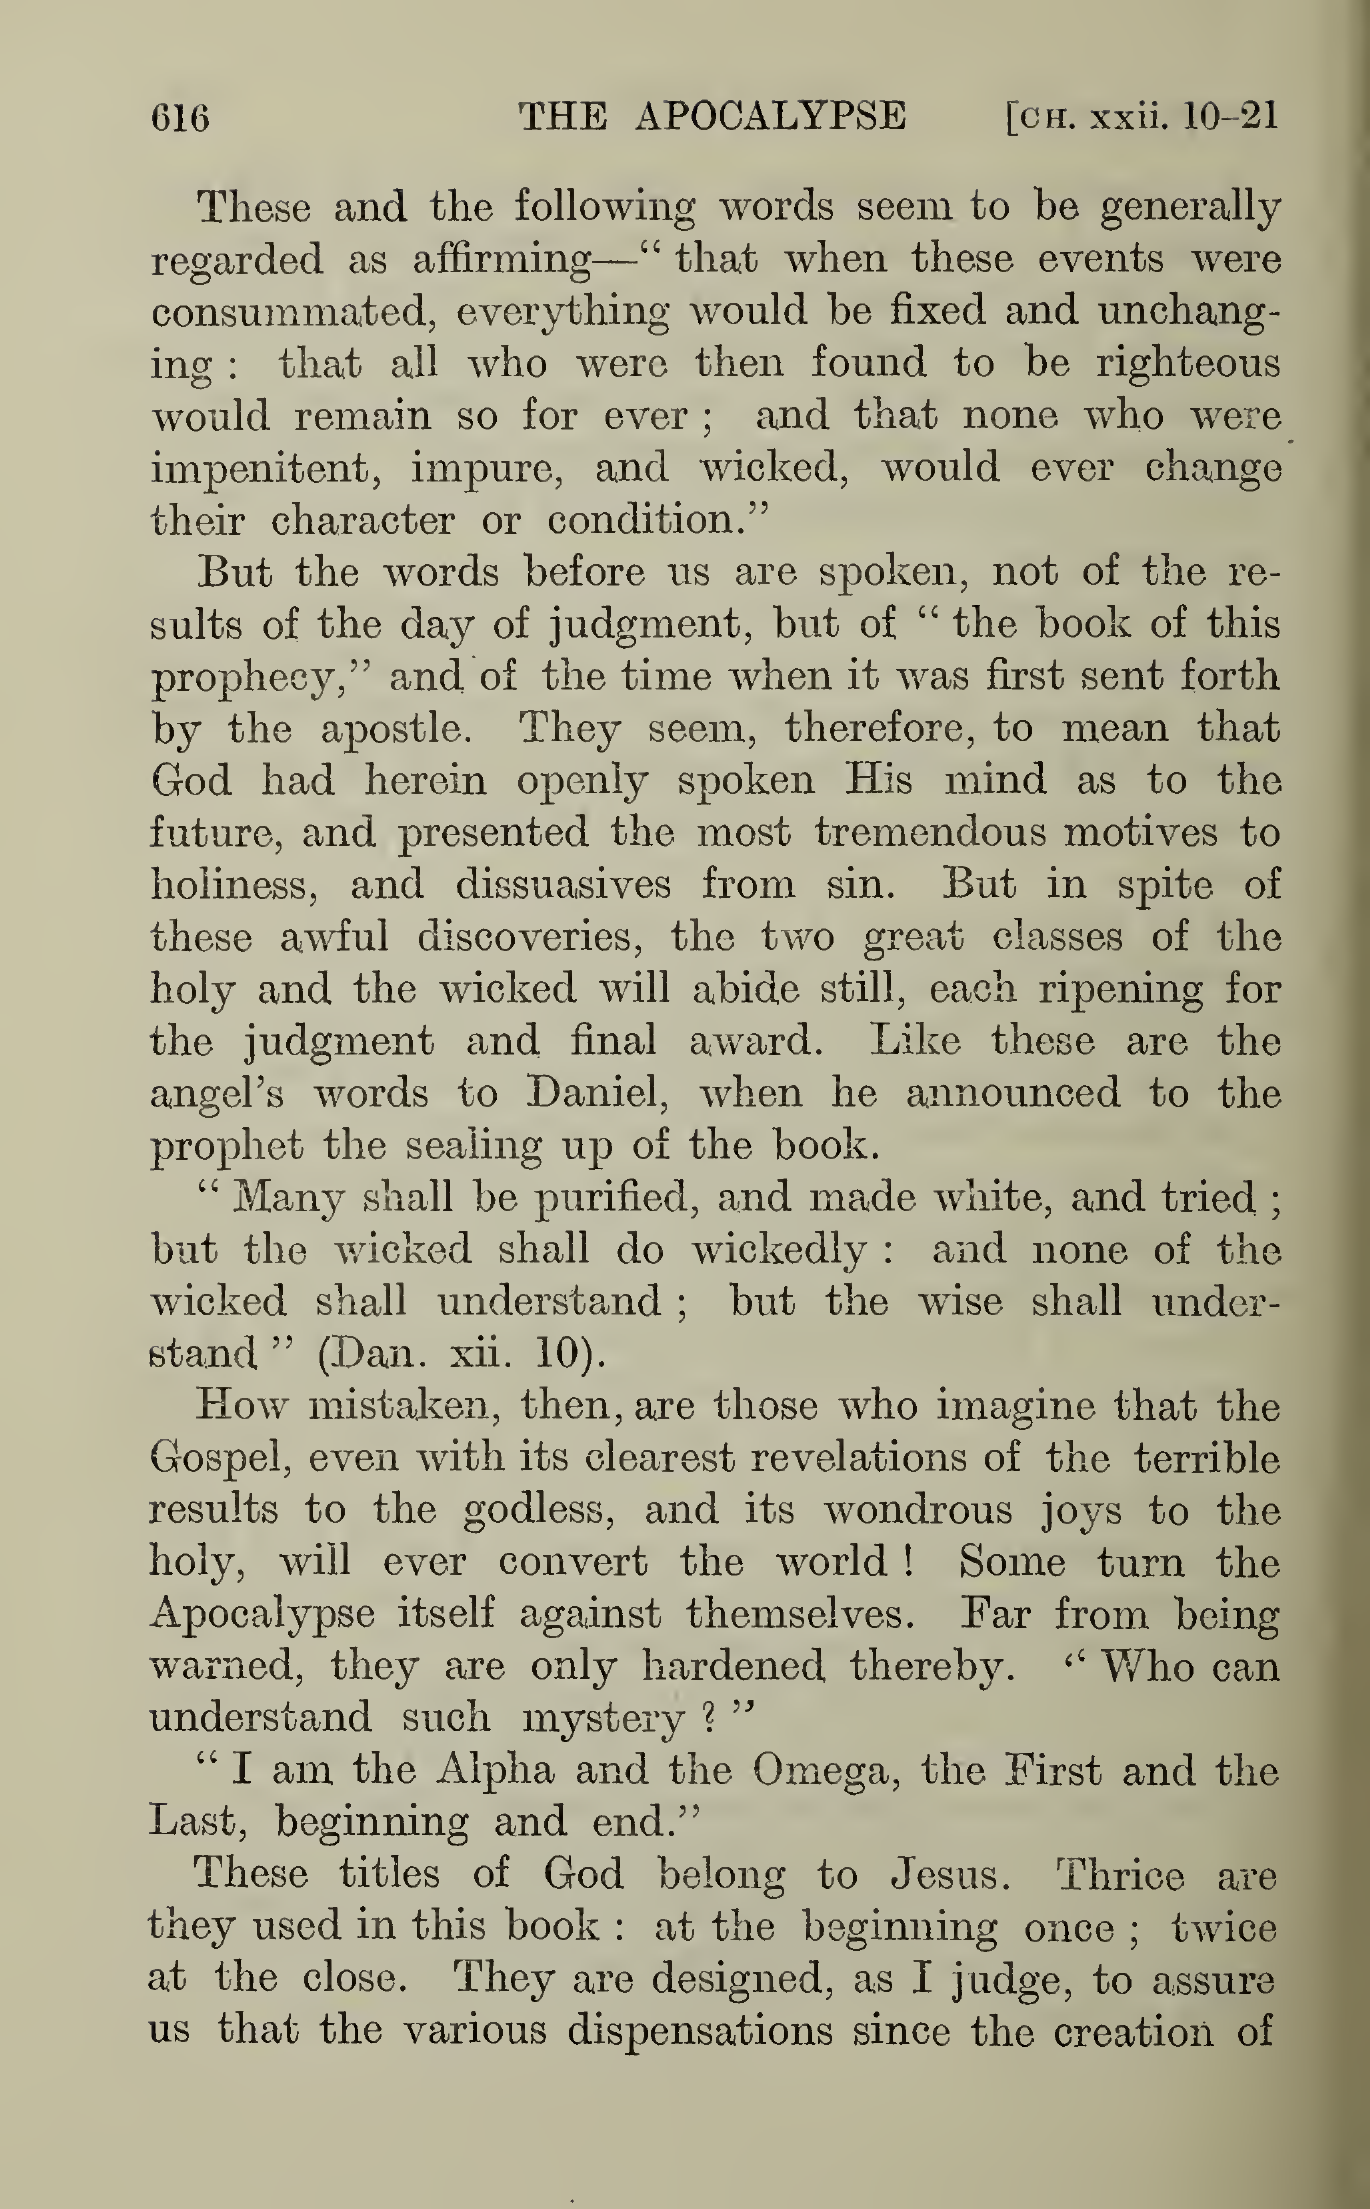 616 THE APOCALYPSE [CH. xxii. 10–21
These and the following words seem to be generally
regarded as affirming—“ that when these events were
consummated, everything would be fixed and unchang-
ing : that all who were then found to be righteous
would remain so for ever ; and that none who were
impenitent, impure, and wicked, would ever change
their character or condition.”
But the words before us are spoken, not of the re-
sults of the day of judgment, but of “ the book of this
prophecy,” and of the time when it was first sent forth
by the apostle. They seem, therefore, to mean that
God had herein openly spoken His mind as to the
future, and presented the most tremendous motives to
holiness, and dissuasives from sin. But in spite of
these awful discoveries, the two great classes of the
holy and the wicked will abide still, each ripening for
the judgment and final award. Like these are the
angel’s words to Daniel, when he announced to the
prophet the sealing up of the book.
“ Many shall be purified, and made white, and tried ;
but the wicked shall do wickedly : and none of the
wicked shall understand ; but the wise shall under-
stand ” (Dan. xii. 10).
How mistaken, then, are those who imagine that the
Gospel, even with its clearest revelations of the terrible
results to the godless, and its wondrous joys to the
holy, will ever convert the world ! Some turn the
Apocalypse itself against themselves. Far from being
warned, they are only hardened thereby. “ Who can
understand such mystery ? ”
“ I am the Alpha and the Omega, the First and the
Last, beginning and end.”
These titles of God belong to Jesus. Thrice are
they used in this book : at the beginning once ; twice
at the close. They are designed, as I judge, to assure
us that the various dispensations since the creation of